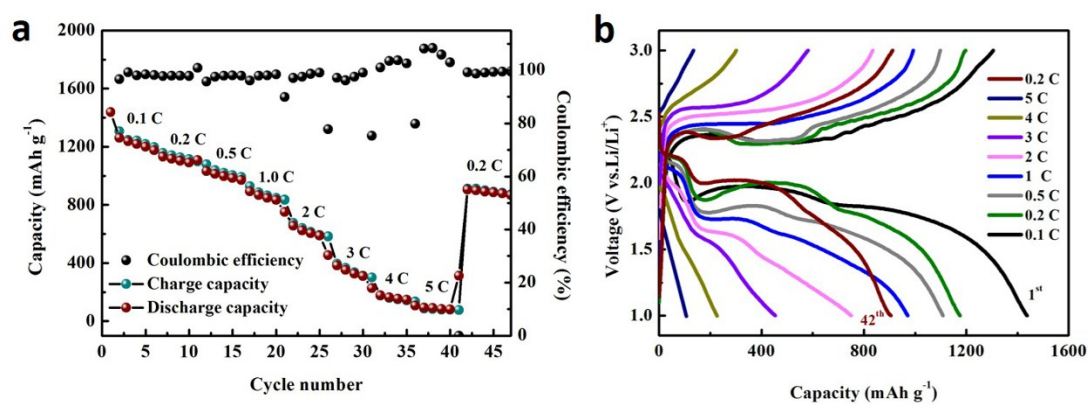 a
2000
1600
1200
800
400
0
Capacity (mAh g⁻¹)
0.1 C
0.2 C
0.5 C
1.0 C
2 C
3 C
4 C
5 C
0.2 C
Coulombic efficiency
Charge capacity
Discharge capacity
100
80
60
40
20
0
Coulombic efficiency (%)
0 5 10 15 20 25 30 35 40 45
Cycle number
b
3.0
2.5
2.0
1.5
1.0
Voltage (V vs.Li/Li⁺)
0.2 C
5 C
4 C
3 C
2 C
1 C
0.5 C
0.2 C
0.1 C
1st
42th
0 400 800 1200 1600
Capacity (mAh g⁻¹)